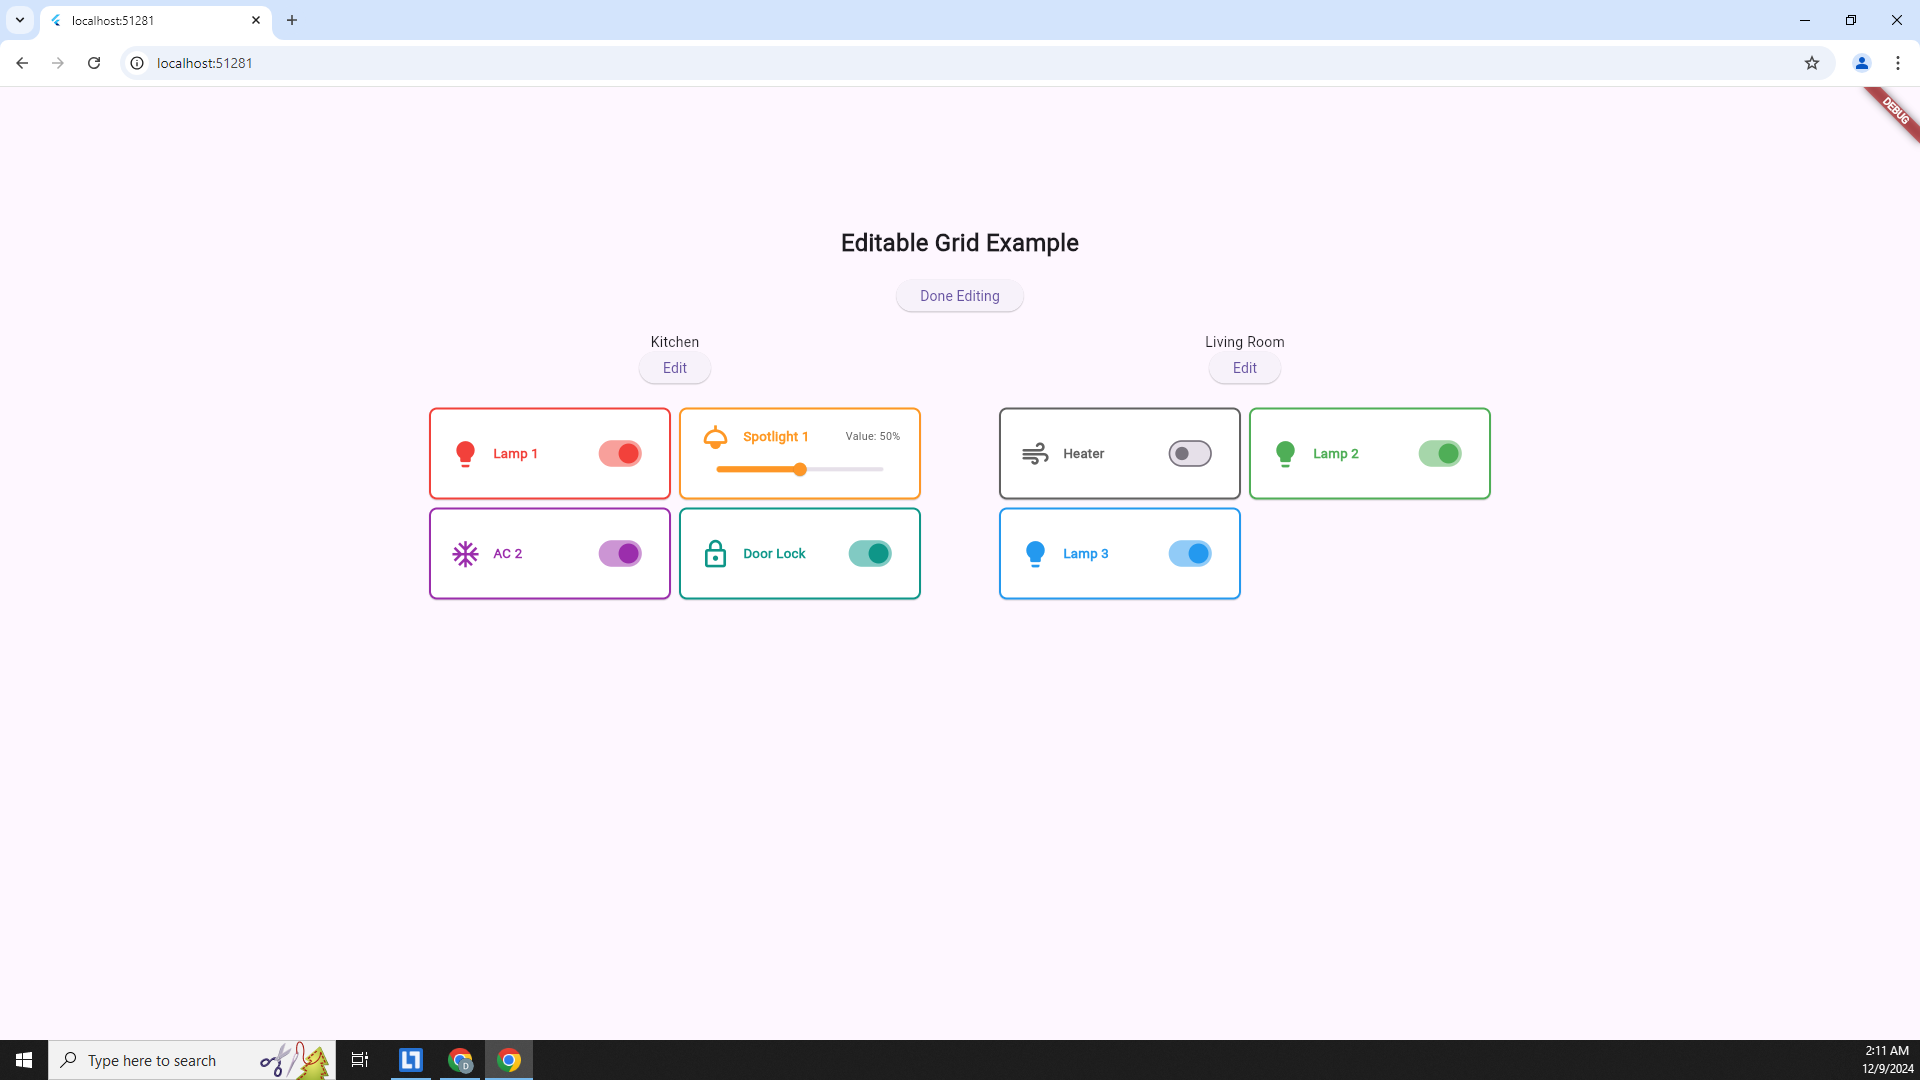 localhost:51281
localhost:51281
DEBUG
Editable Grid Example
Done Editing
Kitchen
Edit
Living Room
Edit
Lamp 1
Spotlight 1
Value: 50%
Heater
Lamp 2
AC 2
Door Lock
Lamp 3
Type here to search
D
2:11 AM
12/9/2024